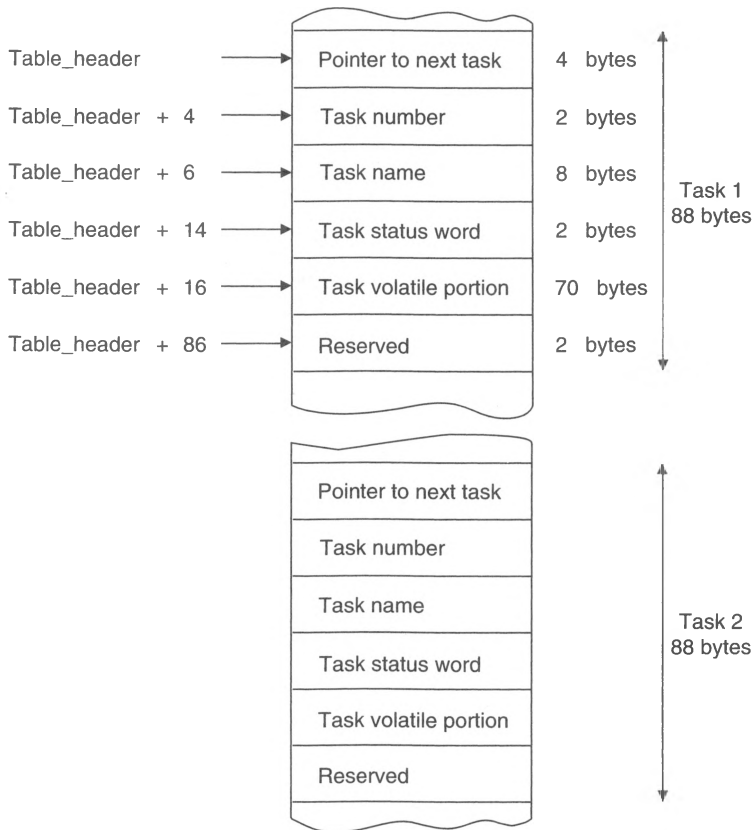 Table_header Pointer to next task 4 bytes
Table_header + 4 Task number 2 bytes
Table_header + 6 Task name 8 bytes
Task 1
88 bytes
Table_header + 14 Task status word 2 bytes
Table_header + 16 Task volatile portion 70 bytes
Table_header + 86 Reserved 2 bytes
Pointer to next task
Task number
Task name
Task 2
88 bytes
Task status word
Task volatile portion
Reserved